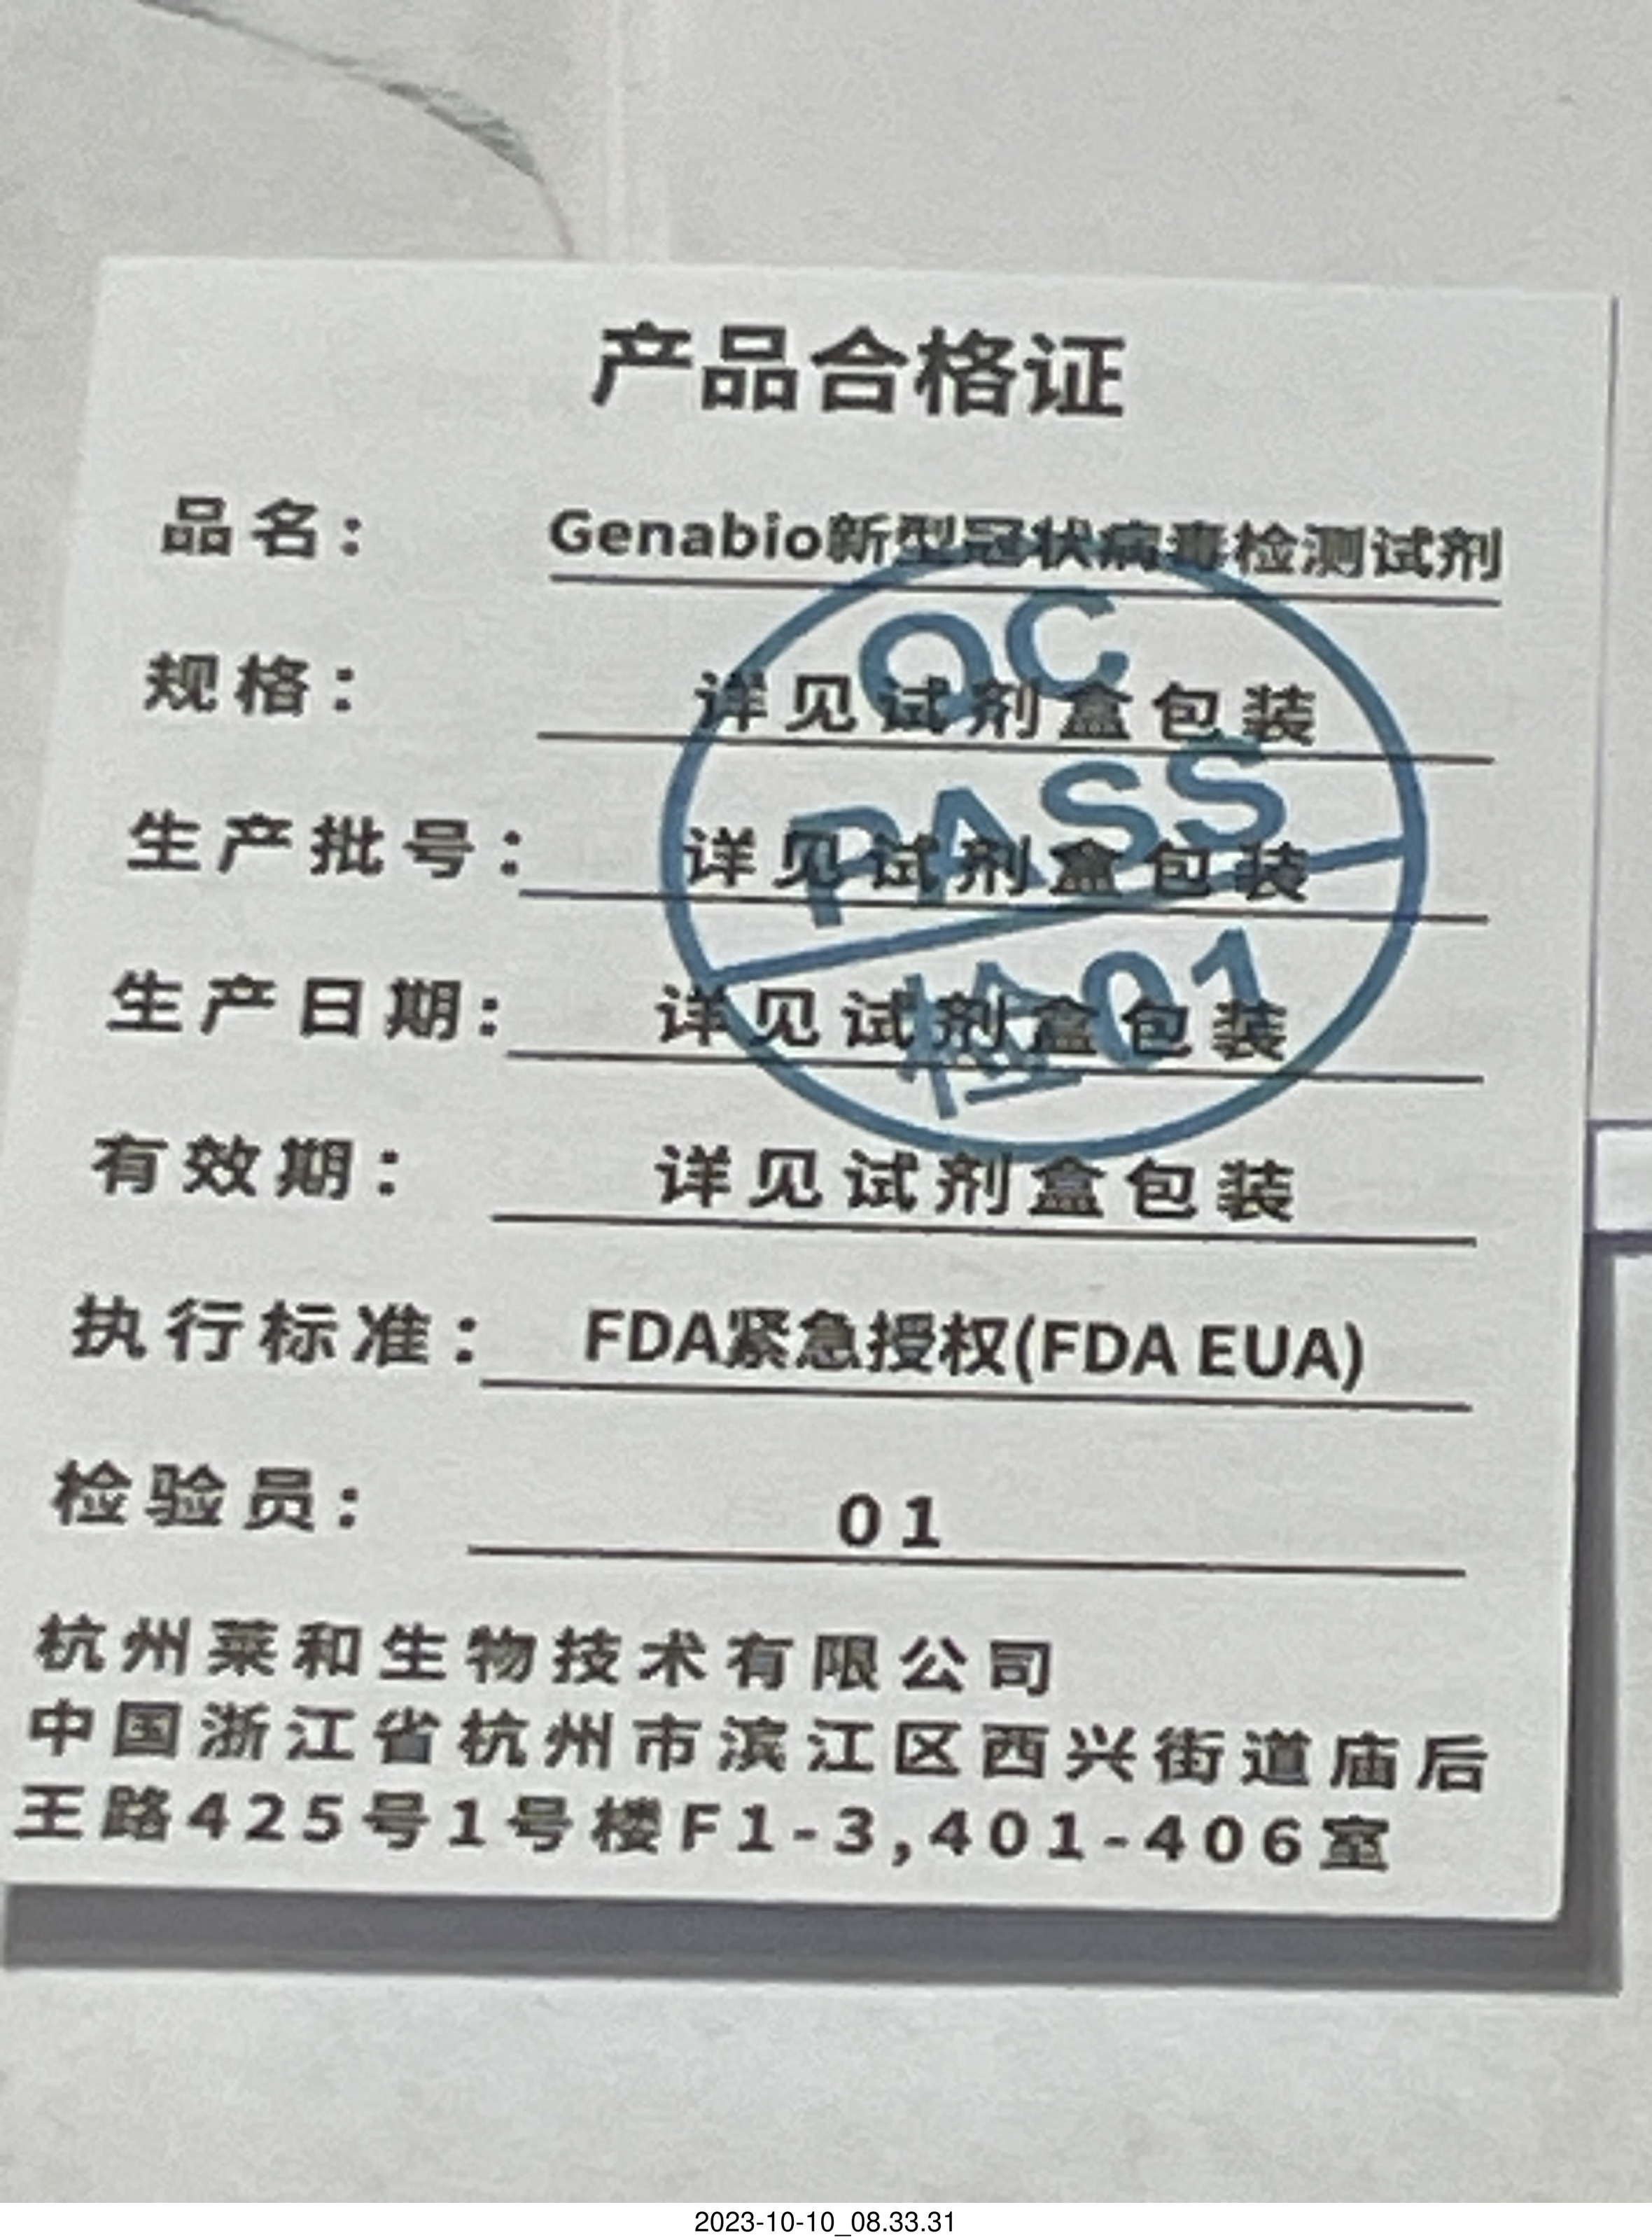 产品合格证
品名： Genabio新型冠状病毒检测试剂
规格： 详见试剂盒包装
生产批号： 详见试剂盒包装
生产日期： 详见试剂盒包装
有效期： 详见试剂盒包装
执行标准： FDA紧急授权(FDA EUA)
检验员： 01
杭州莱和生物技术有限公司
中国浙江省杭州市滨江区西兴街道庙后
王路425号1号楼F1-3,401-406室
QC
PASS
检01
2023-10-10_08.33.31